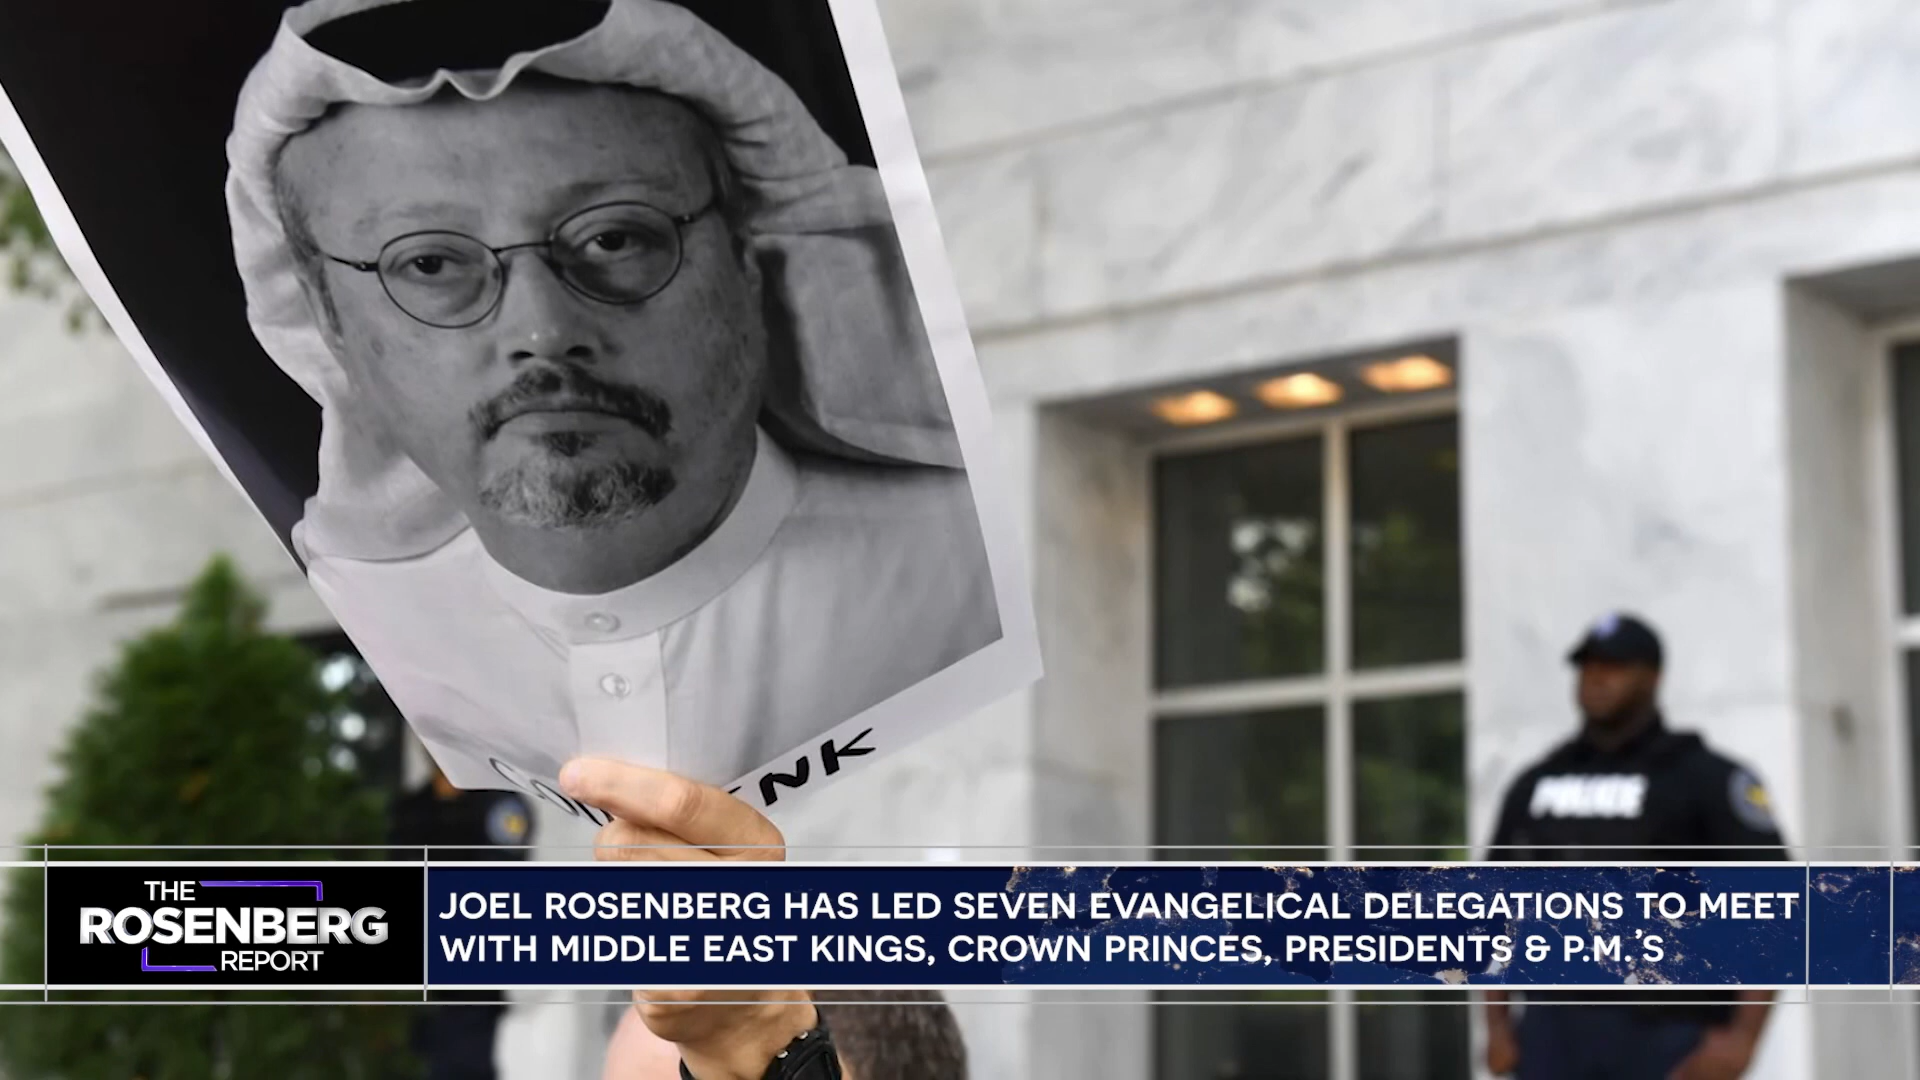 NK
POLICE
THE
ROSENBERG
REPORT
JOEL ROSENBERG HAS LED SEVEN EVANGELICAL DELEGATIONS TO MEET
WITH MIDDLE EAST KINGS, CROWN PRINCES, PRESIDENTS & P.M.'S